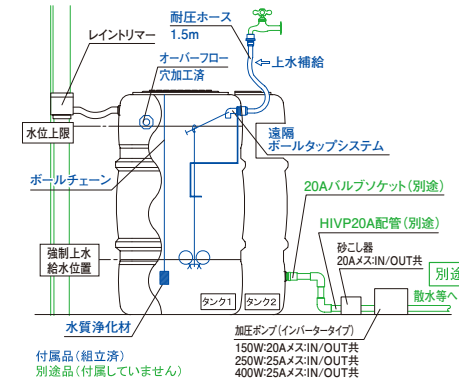 耐圧ホース
1.5m
レイントリマー
オーバーフロー
穴加工済
上水補給
水位上限
遠隔
ボールタップシステム
ボールチェーン
20Aバルブソケット(別途)
HIVP20A配管(別途)
砂こし器
20Aメス:IN/OUT共
強制上水
給水位置
別途
散水等へ
タンク1
タンク2
水質浄化材
加圧ポンプ(インバータータイプ)
150W:20Aメス:IN/OUT共
250W:25Aメス:IN/OUT共
400W:25Aメス:IN/OUT共
付属品(組立済)
別途品(付属していません)